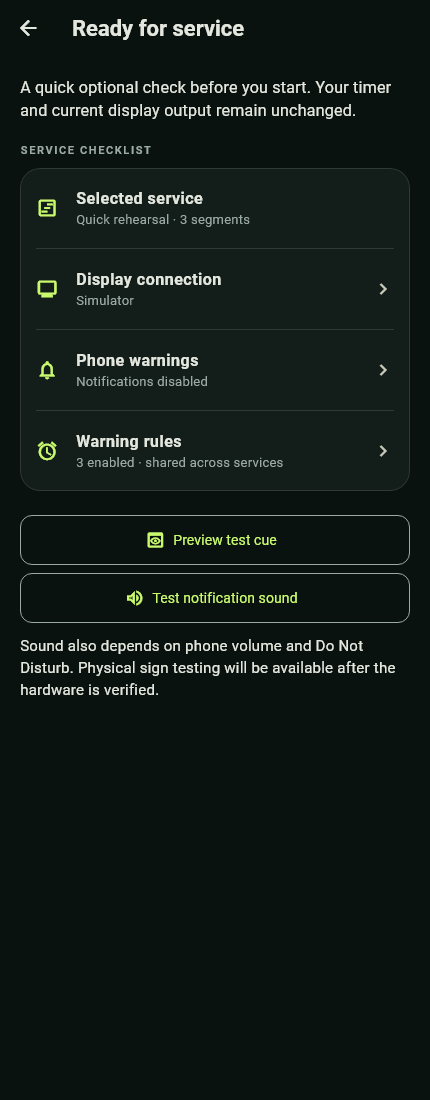 Ready for service
A quick optional check before you start. Your timer
and current display output remain unchanged.
SERVICE CHECKLIST
Selected service
Quick rehearsal · 3 segments
Display connection
Simulator
Phone warnings
Notifications disabled
Warning rules
3 enabled · shared across services
Preview test cue
Test notification sound
Sound also depends on phone volume and Do Not
Disturb. Physical sign testing will be available after the
hardware is verified.